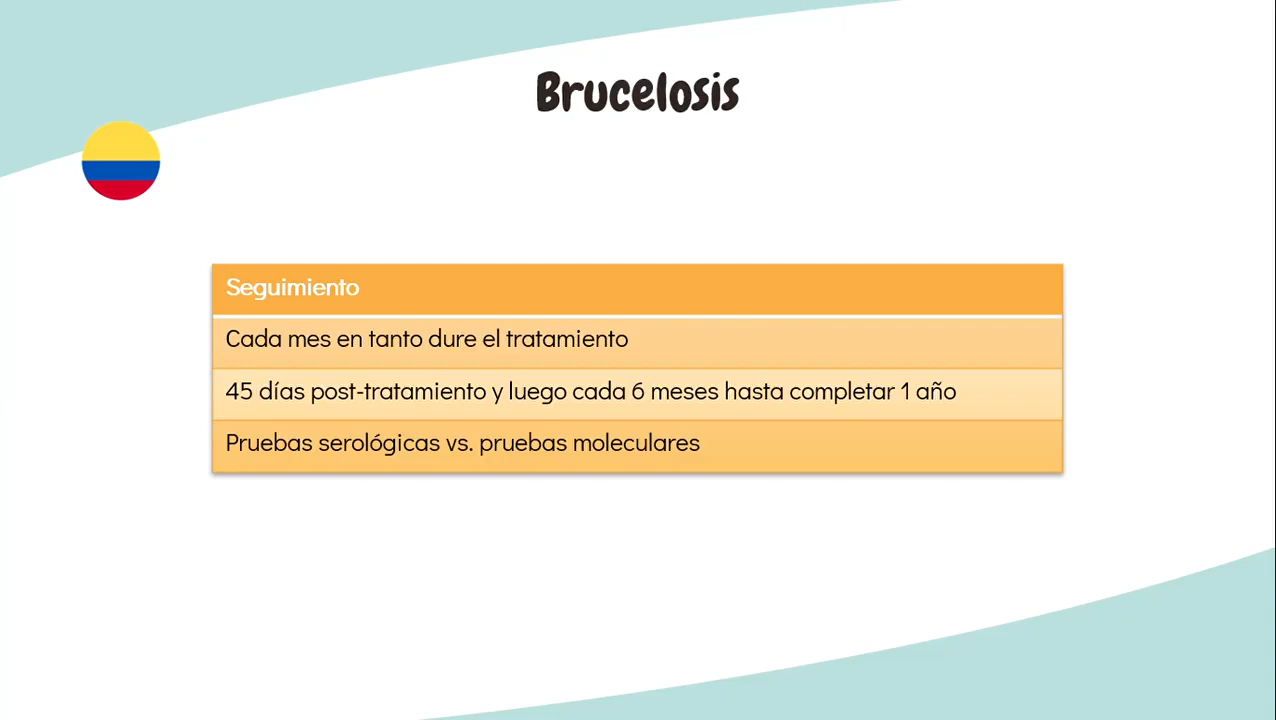 Brucelosis
Seguimiento
Cada mes en tanto dure el tratamiento
45 días post-tratamiento y luego cada 6 meses hasta completar 1 año
Pruebas serológicas vs. pruebas moleculares